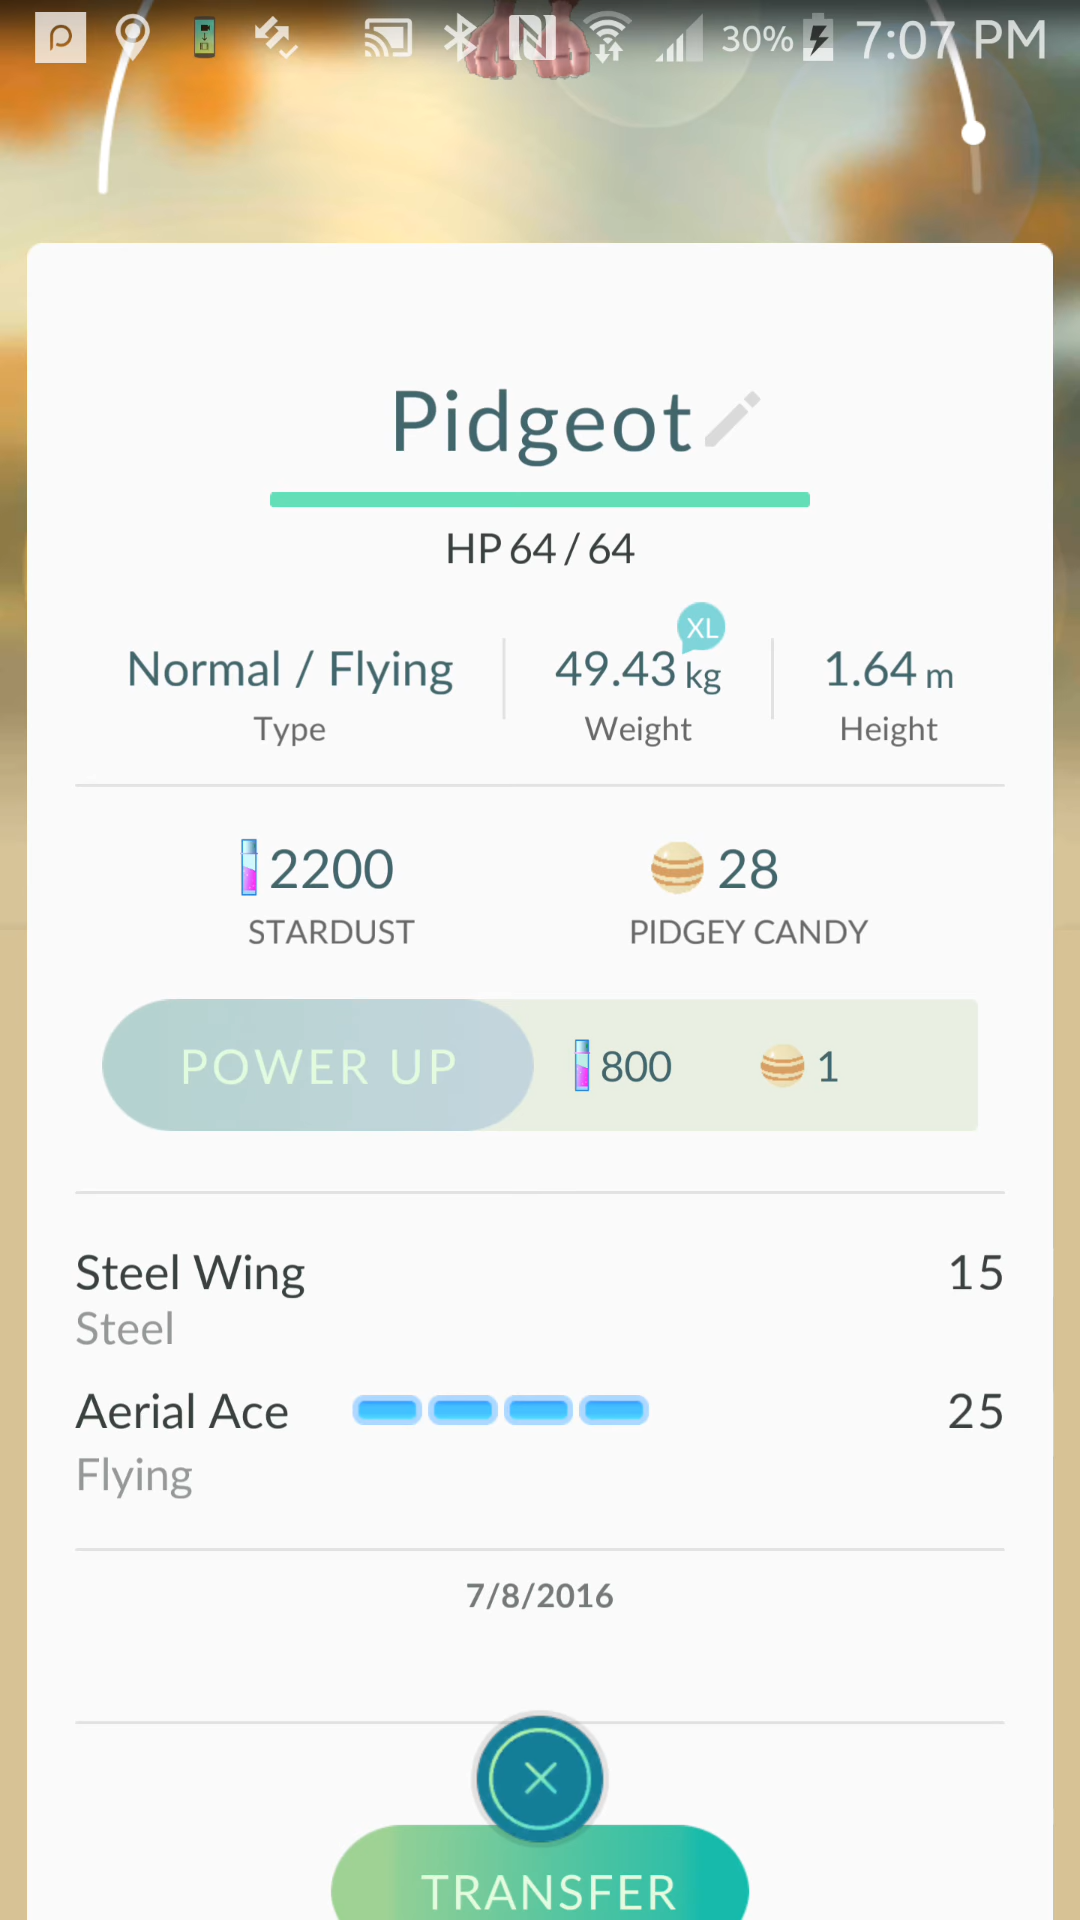 30% 7:07 PM
Pidgeot
HP 64 / 64
XL
Normal / Flying 49.43 kg 1.64 m
Type Weight Height
2200 28
STARDUST PIDGEY CANDY
POWER UP 800 1
Steel Wing 15
Steel
Aerial Ace 25
Flying
7/8/2016
TRANSFER